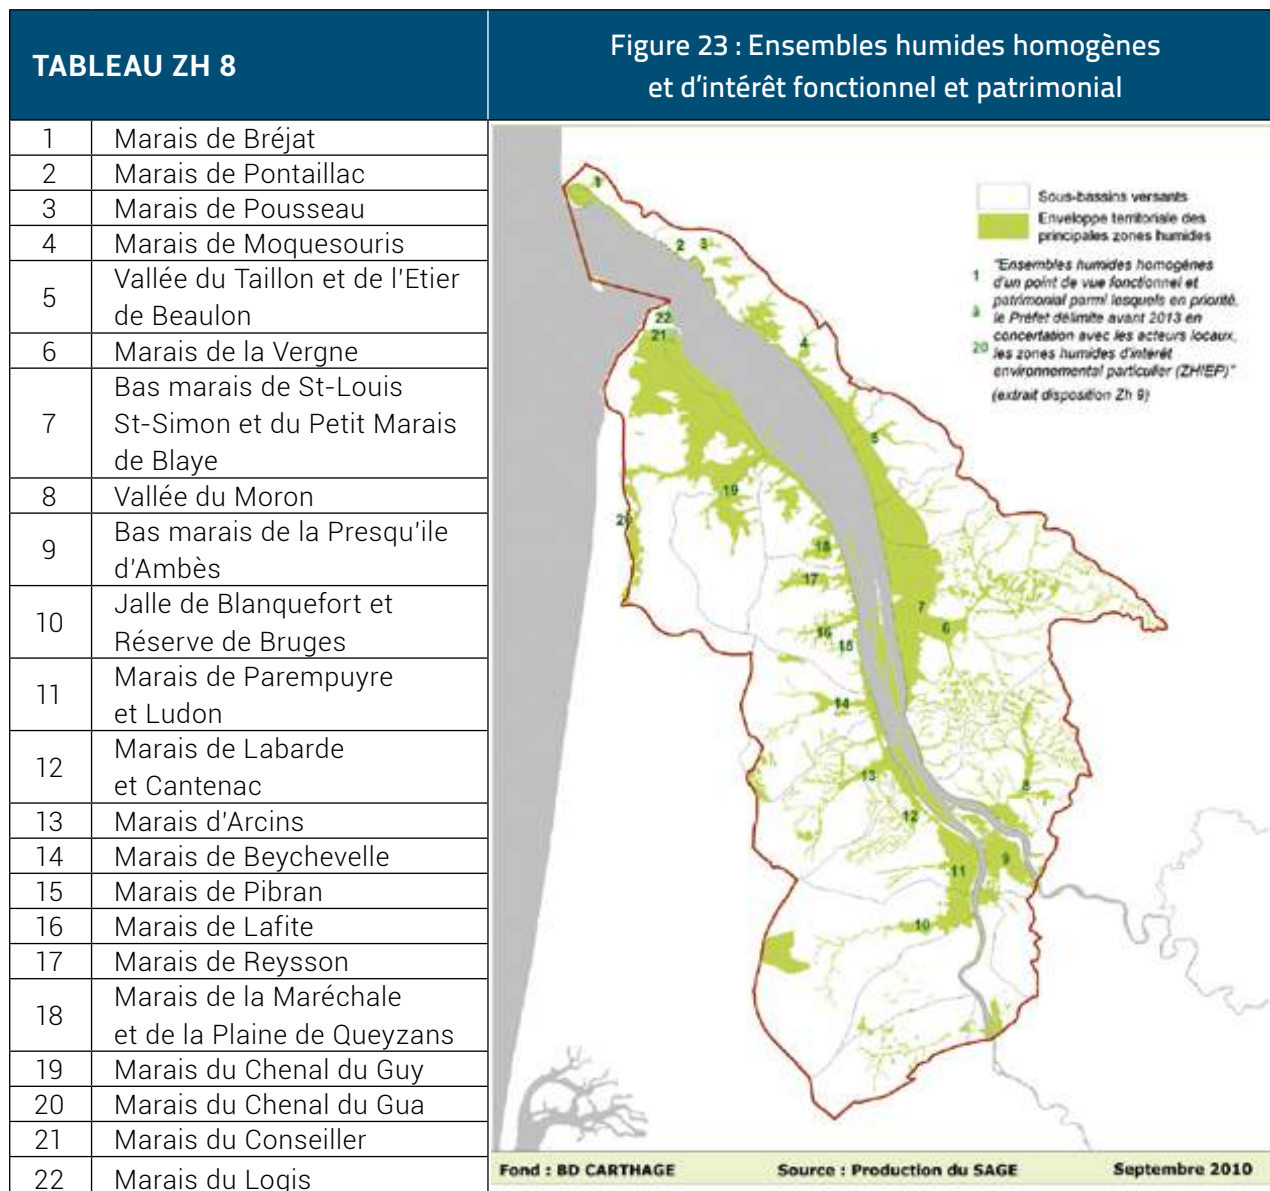 TABLEAU ZH 8
Figure 23 : Ensembles humides homogènes
et d'intérêt fonctionnel et patrimonial
1 Marais de Bréjat
2 Marais de Pontaillac
3 Marais de Pousseau
4 Marais de Moquesouris
5 Vallée du Taillon et de l'Etier
de Beaulon
6 Marais de la Vergne
7 Bas marais de St-Louis
St-Simon et du Petit Marais
de Blaye
8 Vallée du Moron
9 Bas marais de la Presqu'ile
d'Ambès
10 Jalle de Blanquefort et
Réserve de Bruges
11 Marais de Parempuyre
et Ludon
12 Marais de Labarde
et Cantenac
13 Marais d'Arcins
14 Marais de Beychevelle
15 Marais de Pibran
16 Marais de Lafite
17 Marais de Reysson
18 Marais de la Maréchale
et de la Plaine de Queyzans
19 Marais du Chenal du Guy
20 Marais du Chenal du Gua
21 Marais du Conseiller
22 Marais du Logis
Sous-bassins versants
Enveloppe territoriale des
principales zones humides
1
à
20
"Ensembles humides homogènes
d'un point de vue fonctionnel et
patrimonial parmi lesquels en priorité,
le Préfet délimite avant 2013 en
concertation avec les acteurs locaux,
les zones humides d'intérêt
environnemental particulier (ZHIEP)"
(extrait disposition Zh 9)
1
2
3
22
21
4
5
19
20
18
17
7
6
16
15
14
13
8
12
11
9
10
Fond : BD CARTHAGE
Source : Production du SAGE
Septembre 2010